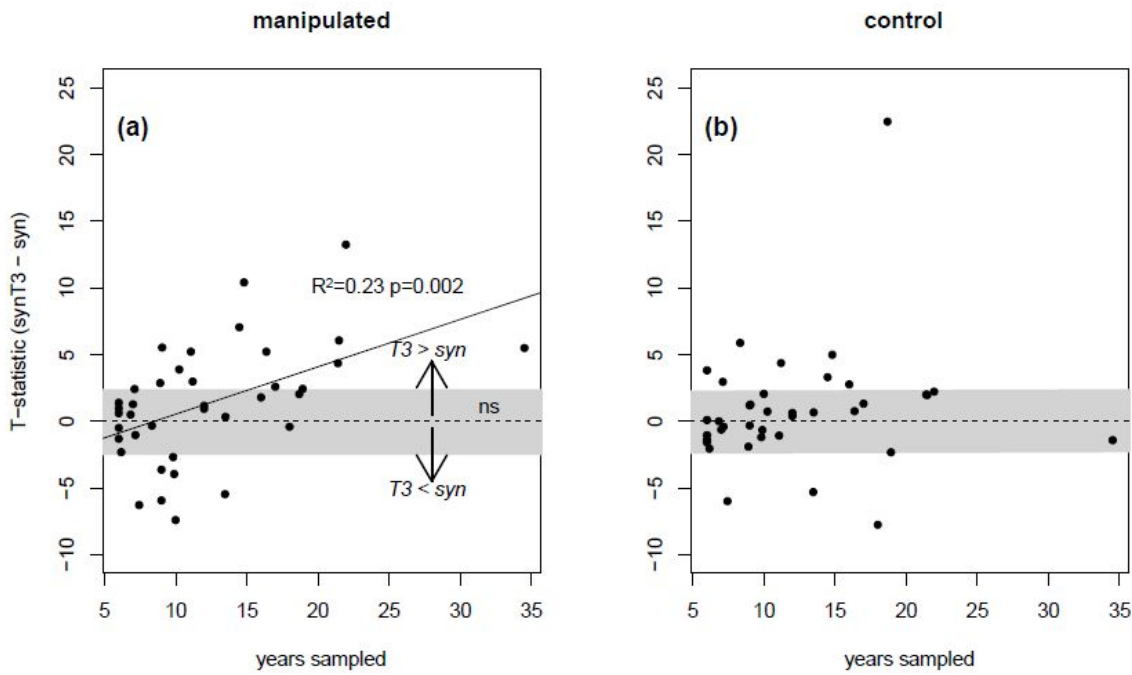 manipulated
control
T-statistic (synT3 − syn)
25
20
15
10
5
0
−5
−10
(a)
R²=0.23 p=0.002
T3 > syn
ns
T3 < syn
5 10 15 20 25 30 35
years sampled
25
20
15
10
5
0
−5
−10
(b)
5 10 15 20 25 30 35
years sampled